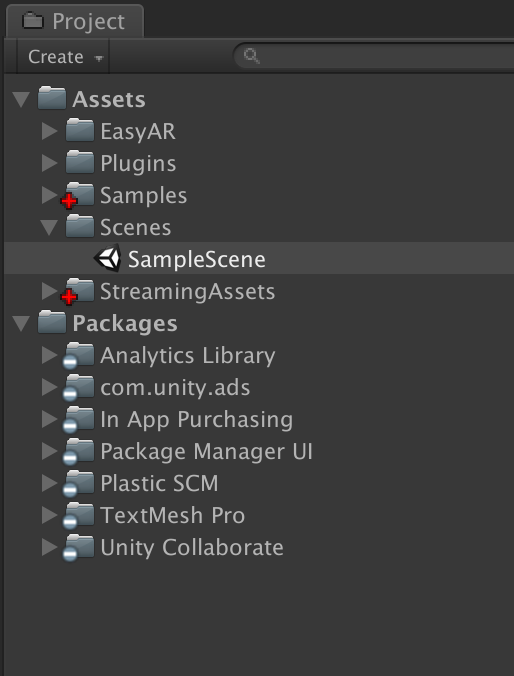 Project
Create
Assets
EasyAR
Plugins
Samples
Scenes
SampleScene
StreamingAssets
Packages
Analytics Library
com.unity.ads
In App Purchasing
Package Manager UI
Plastic SCM
TextMesh Pro
Unity Collaborate